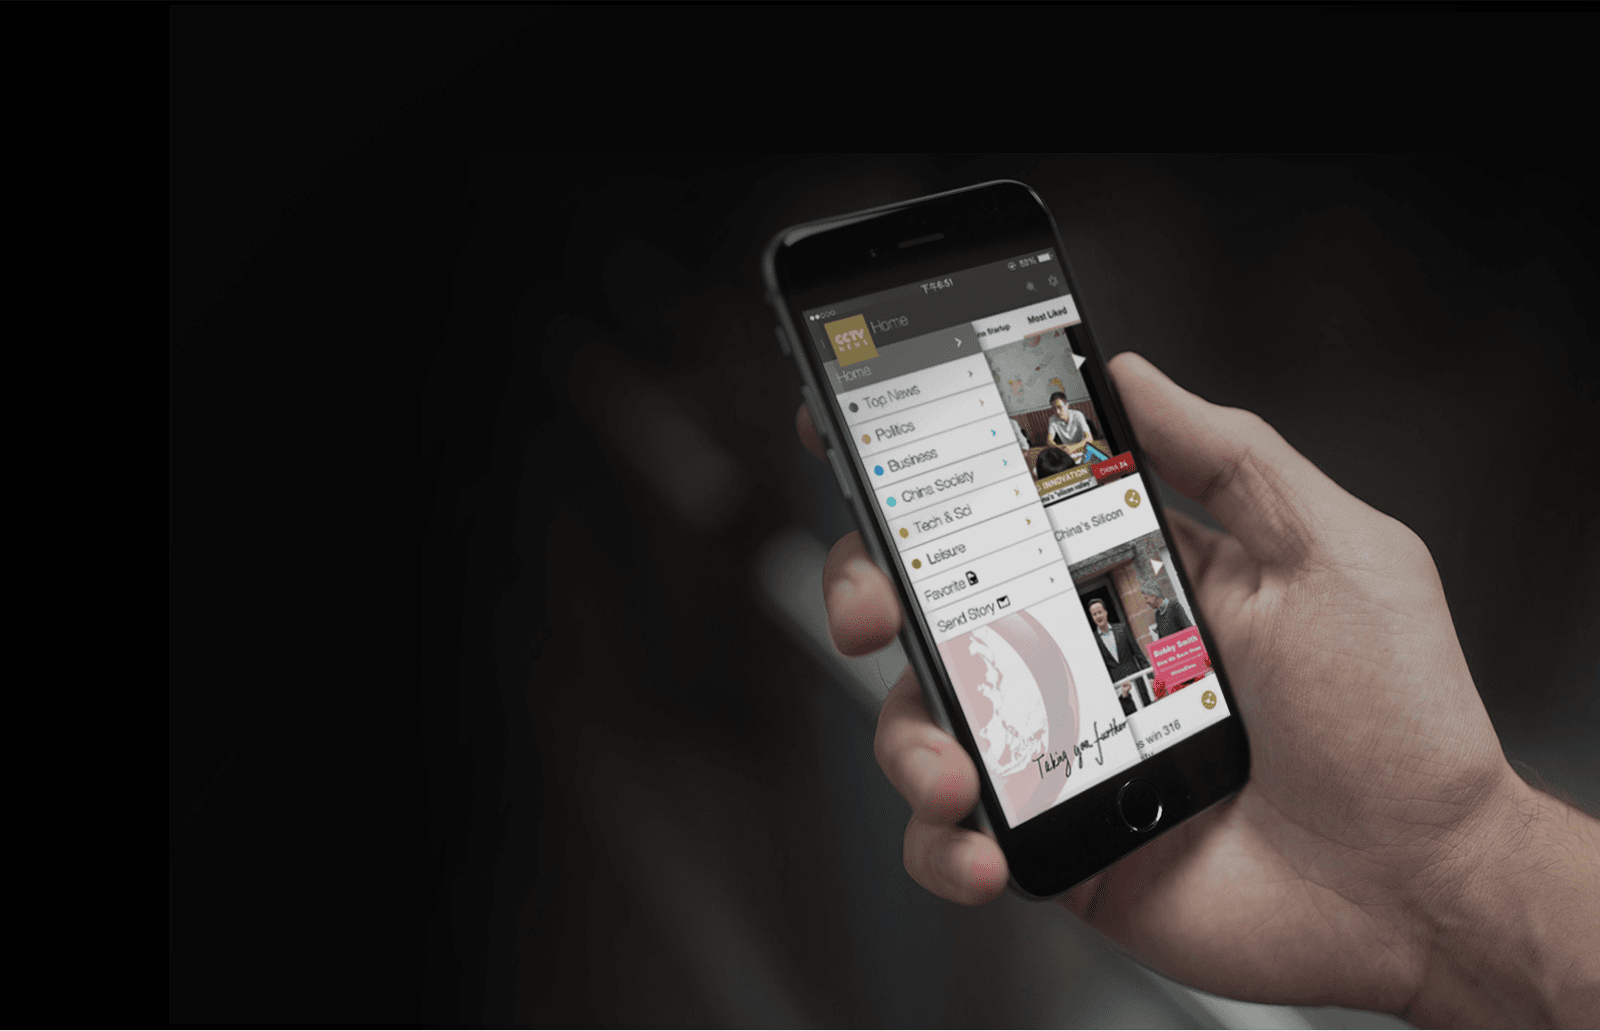 下午6:51
53%
CCTV
NEWS
Home
Home
Top News
Politics
Business
China Society
Tech & Sci
Leisure
Favorite
Send Story
Taking you further
Startup
Most Liked
INNOVATION
"silicon valley"
CHINA 24
China's Silicon
Bobby Smith
s win 316